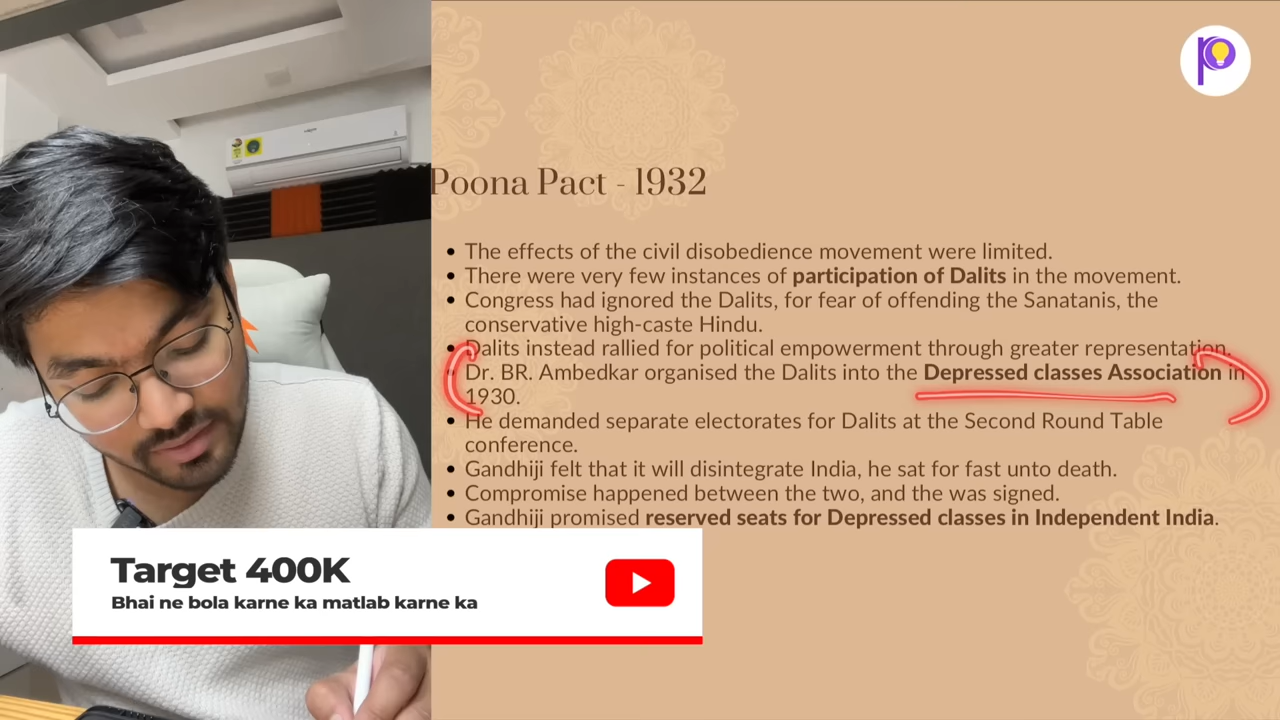 Poona Pact - 1932
The effects of the civil disobedience movement were limited.
There were very few instances of participation of Dalits in the movement.
Congress had ignored the Dalits, for fear of offending the Sanatanis, the
conservative high-caste Hindu.
Dalits instead rallied for political empowerment through greater representation.
Dr. BR. Ambedkar organised the Dalits into the Depressed classes Association in
1930.
He demanded separate electorates for Dalits at the Second Round Table
conference.
Gandhiji felt that it will disintegrate India, he sat for fast unto death.
Compromise happened between the two, and the was signed.
Gandhiji promised reserved seats for Depressed classes in Independent India.
Target 400K
Bhai ne bola karne ka matlab karne ka